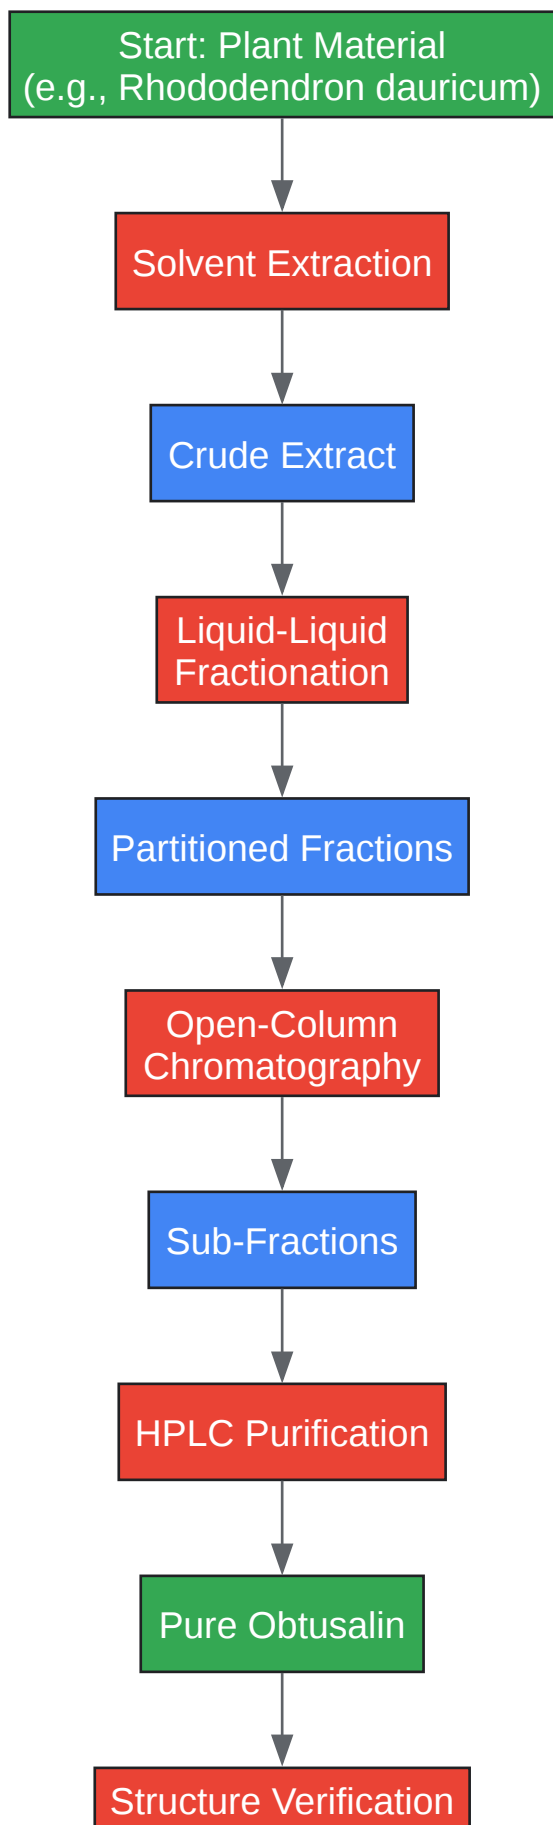 Start: Plant Material
(e.g., Rhododendron dauricum)
Solvent Extraction
Crude Extract
Liquid-Liquid
Fractionation
Partitioned Fractions
Open-Column
Chromatography
Sub-Fractions
HPLC Purification
Pure Obtusalin
Structure Verification